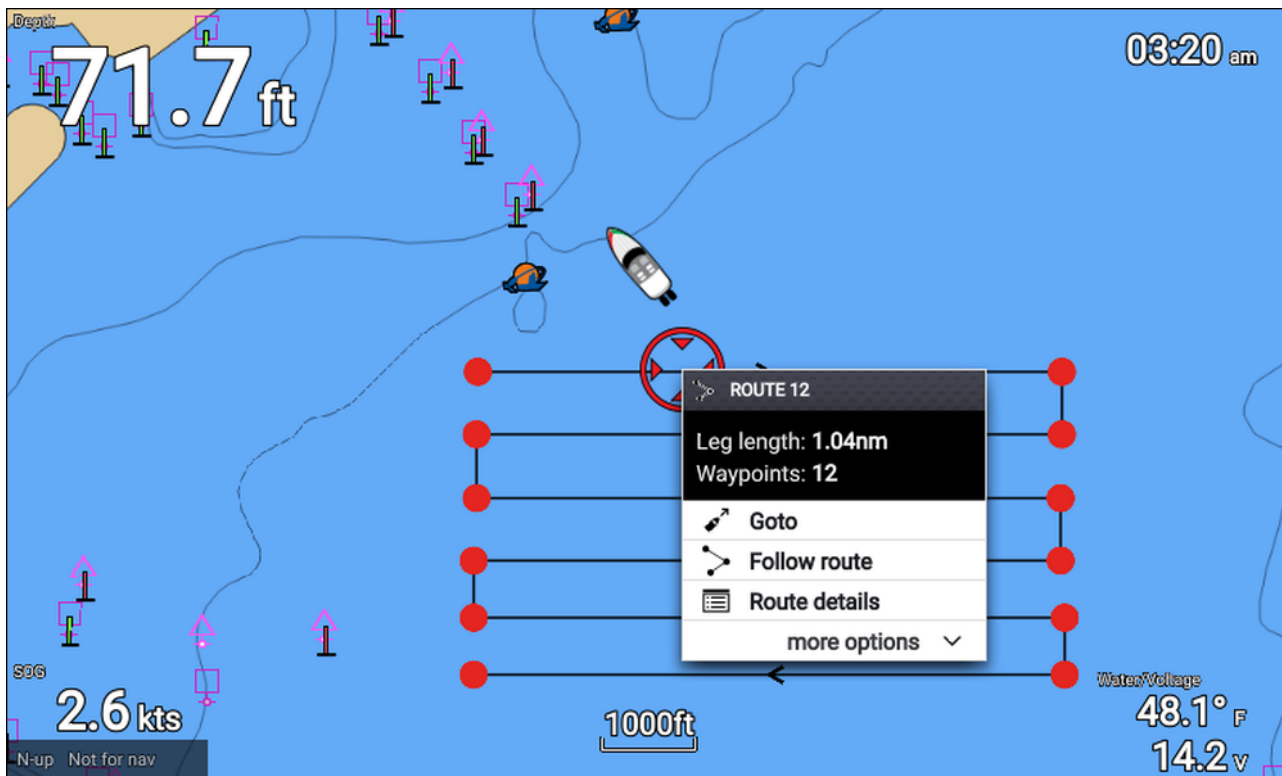 Depth
71.7 ft
03:20 am
ROUTE 12
Leg length: 1.04nm
Waypoints: 12
Goto
Follow route
Route details
more options
SOG
2.6 kts
1000ft
Water/Voltage
48.1° F
14.2 v
N-up Not for nav